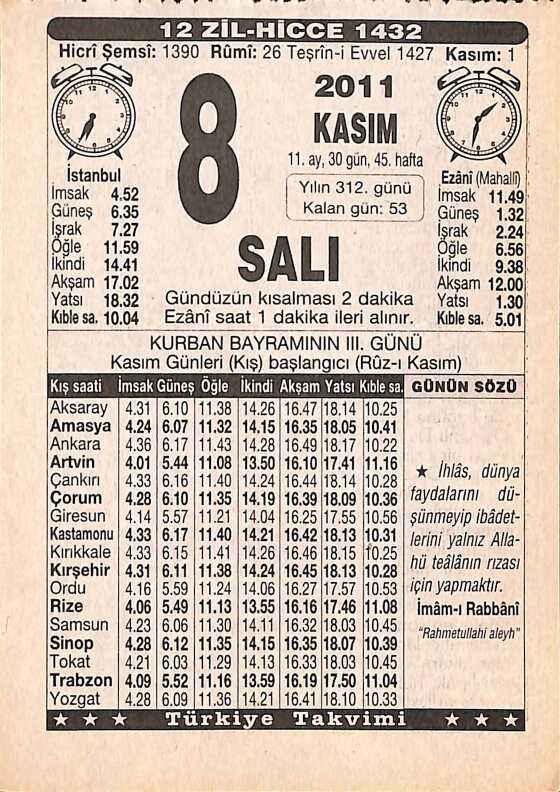 12 ZİL-HİCCE 1432
Hicrî Şemsî: 1390 Rûmî: 26 Teşrîn-i Evvel 1427 Kasım: 1
8
2011
KASIM
11. ay, 30 gün, 45. hafta
Yılın 312. günü
Kalan gün: 53
SALI
Gündüzün kısalması 2 dakika
Ezânî saat 1 dakika ileri alınır.
İstanbul
İmsak 4.52
Güneş 6.35
İşrak 7.27
Öğle 11.59
İkindi 14.41
Akşam 17.02
Yatsı 18.32
Kıble sa. 10.04
Ezânî (Mahallî)
İmsak 11.49
Güneş 1.32
İşrak 2.24
Öğle 6.56
İkindi 9.38
Akşam 12.00
Yatsı 1.30
Kıble sa. 5.01
KURBAN BAYRAMININ III. GÜNÜ
Kasım Günleri (Kış) başlangıcı (Rûz-ı Kasım)
Kış saati İmsak Güneş Öğle İkindi Akşam Yatsı Kıble sa.
Aksaray 4.31 6.10 11.38 14.26 16.47 18.14 10.25
Amasya 4.24 6.07 11.32 14.15 16.35 18.05 10.41
Ankara 4.36 6.17 11.43 14.28 16.49 18.17 10.22
Artvin 4.01 5.44 11.08 13.50 16.10 17.41 11.16
Çankırı 4.33 6.16 11.40 14.24 16.44 18.14 10.28
Çorum 4.28 6.10 11.35 14.19 16.39 18.09 10.36
Giresun 4.14 5.57 11.21 14.04 16.25 17.55 10.56
Kastamonu 4.33 6.17 11.40 14.21 16.42 18.13 10.31
Kırıkkale 4.33 6.15 11.41 14.26 16.46 18.15 10.25
Kırşehir 4.31 6.11 11.38 14.24 16.45 18.13 10.28
Ordu 4.16 5.59 11.24 14.06 16.27 17.57 10.53
Rize 4.06 5.49 11.13 13.55 16.16 17.46 11.08
Samsun 4.23 6.06 11.30 14.11 16.32 18.03 10.45
Sinop 4.28 6.12 11.35 14.15 16.35 18.07 10.39
Tokat 4.21 6.03 11.29 14.13 16.33 18.03 10.45
Trabzon 4.09 5.52 11.16 13.59 16.19 17.50 11.04
Yozgat 4.28 6.09 11.36 14.21 16.41 18.10 10.33
GÜNÜN SÖZÜ
★ İhlâs, dünya
faydalarını dü-
şünmeyip ibâdet-
lerini yalnız Alla-
hü teâlânın rızası
için yapmaktır.
İmâm-ı Rabbânî
"Rahmetullahi aleyh"
★ ★ ★ Türkiye Takvimi ★ ★ ★